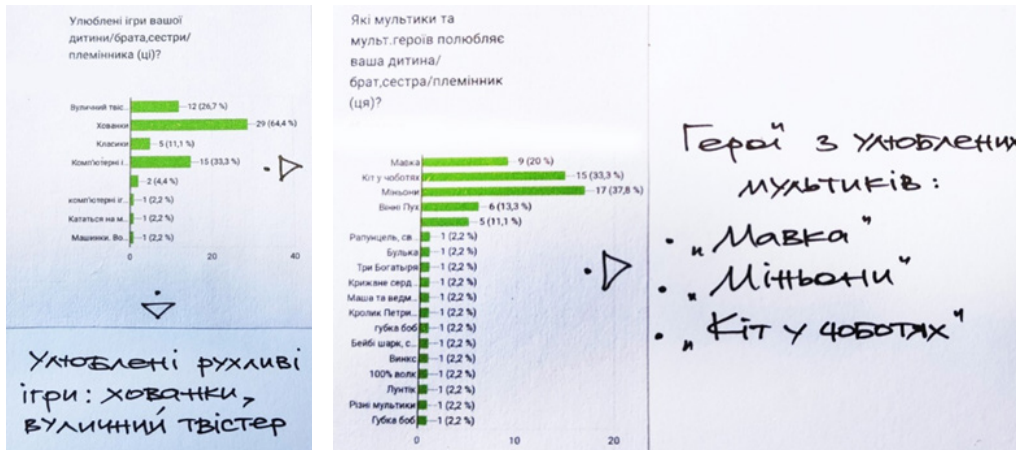 Улюблені ігри вашої
дитини/брата,сестри/
племінника (ці)?
Вуличний твіс... 12 (26,7 %)
Хованки 29 (64,4 %)
Класики 5 (11,1 %)
Комп'ютерні і... 15 (33,3 %)
2 (4,4 %)
комп'ютерні іг... 1 (2,2 %)
Кататься на м... 1 (2,2 %)
Машинки. Во... 1 (2,2 %)
0 20 40
Улюблені рухливі
ігри: хованки,
вуличний твістер
Які мультики та
мульт.героїв полюбляє
ваша дитина/
брат,сестра/племінник
(ця)?
Мавка 9 (20 %)
Кіт у чоботях 15 (33,3 %)
Міньйони 17 (37,8 %)
Вінні Пух 6 (13,3 %)
5 (11,1 %)
Рапунцель, св... 1 (2,2 %)
Булька 1 (2,2 %)
Три Богатыря 1 (2,2 %)
Крижане серд... 1 (2,2 %)
Маша та ведм... 1 (2,2 %)
Кролик Петри... 1 (2,2 %)
губка боб 1 (2,2 %)
Бейбі шарк, с... 1 (2,2 %)
Винкс 1 (2,2 %)
100% волк 1 (2,2 %)
Лунтік 1 (2,2 %)
Різні мультики 1 (2,2 %)
Губка боб 1 (2,2 %)
0 10 20
Герої з улюблених
мультиків:
• „Мавка"
• „Міньони"
• „Кіт у чоботях"